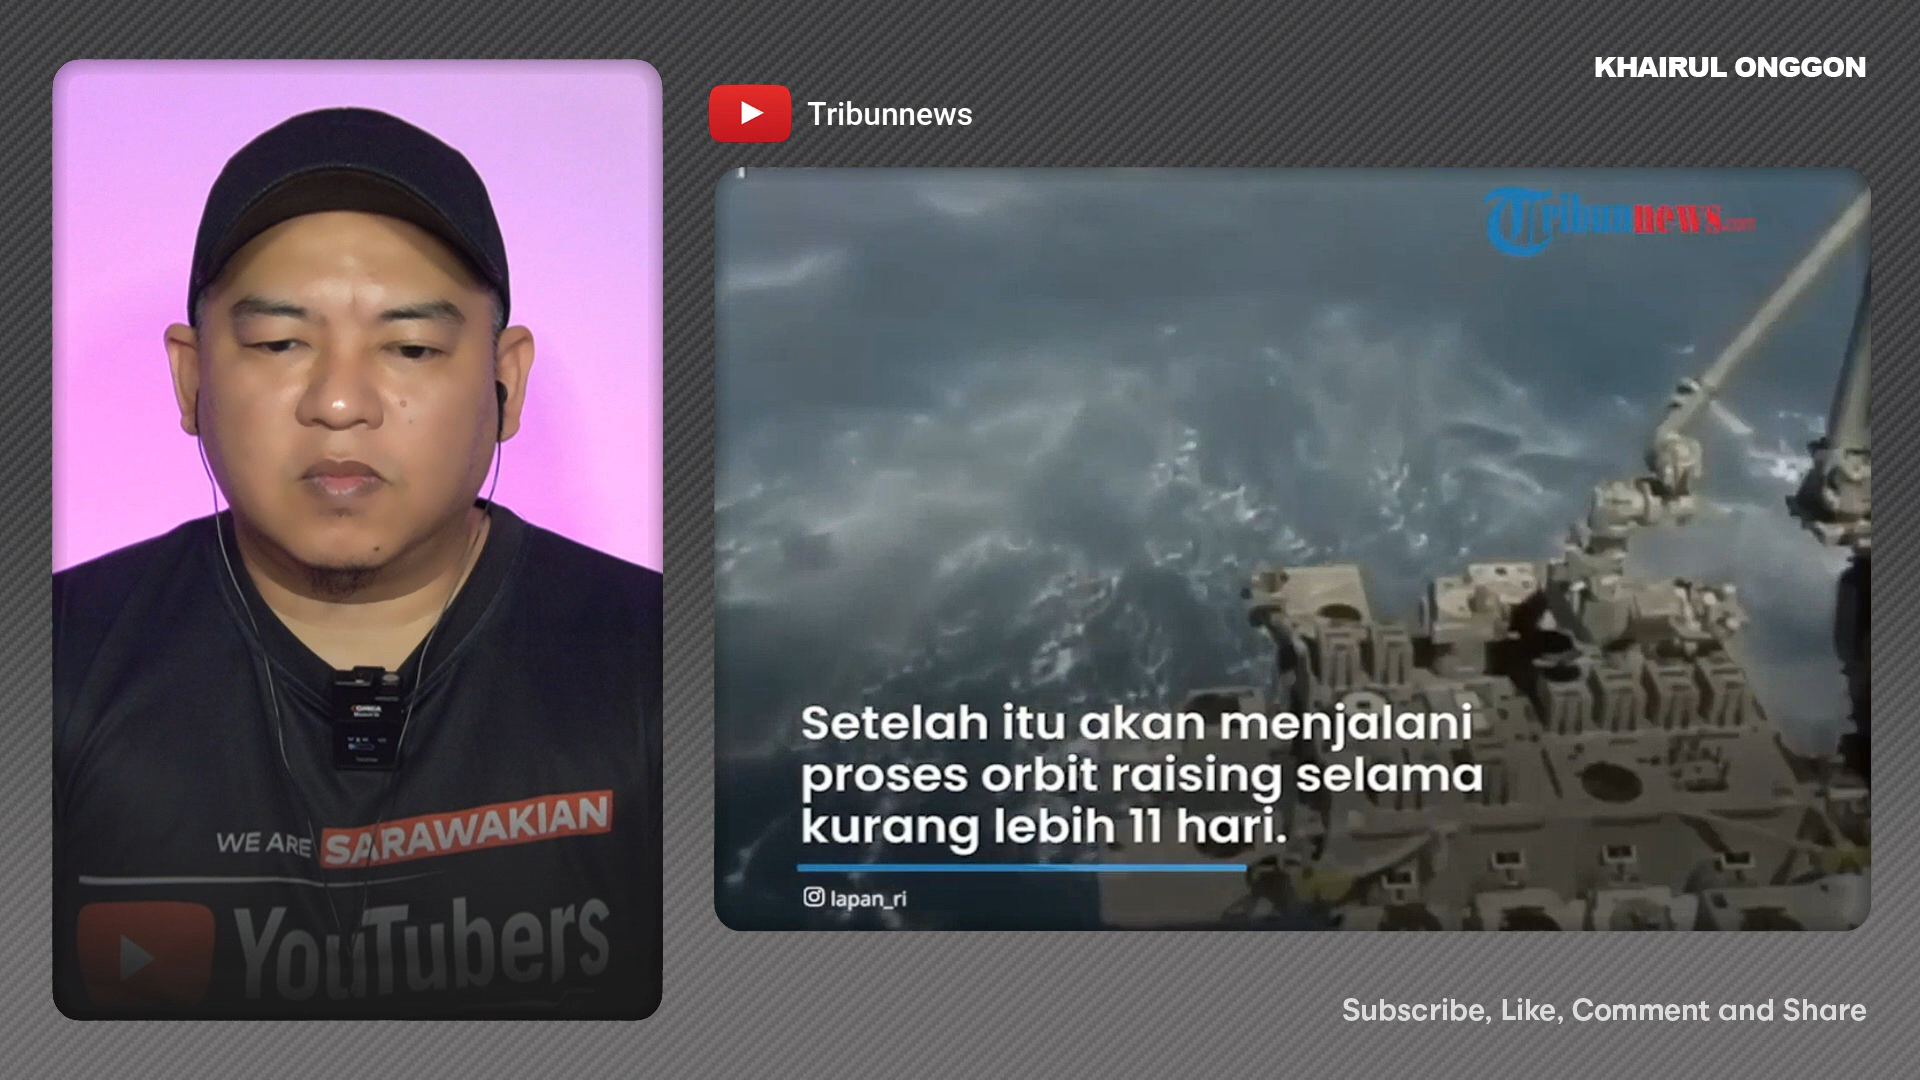 KHAIRUL ONGGON
Tribunnews
Tribunnews.com
Setelah itu akan menjalani
proses orbit raising selama
kurang lebih 11 hari.
lapan_ri
WE ARE SARAWAKIAN
YouTubers
Subscribe, Like, Comment and Share